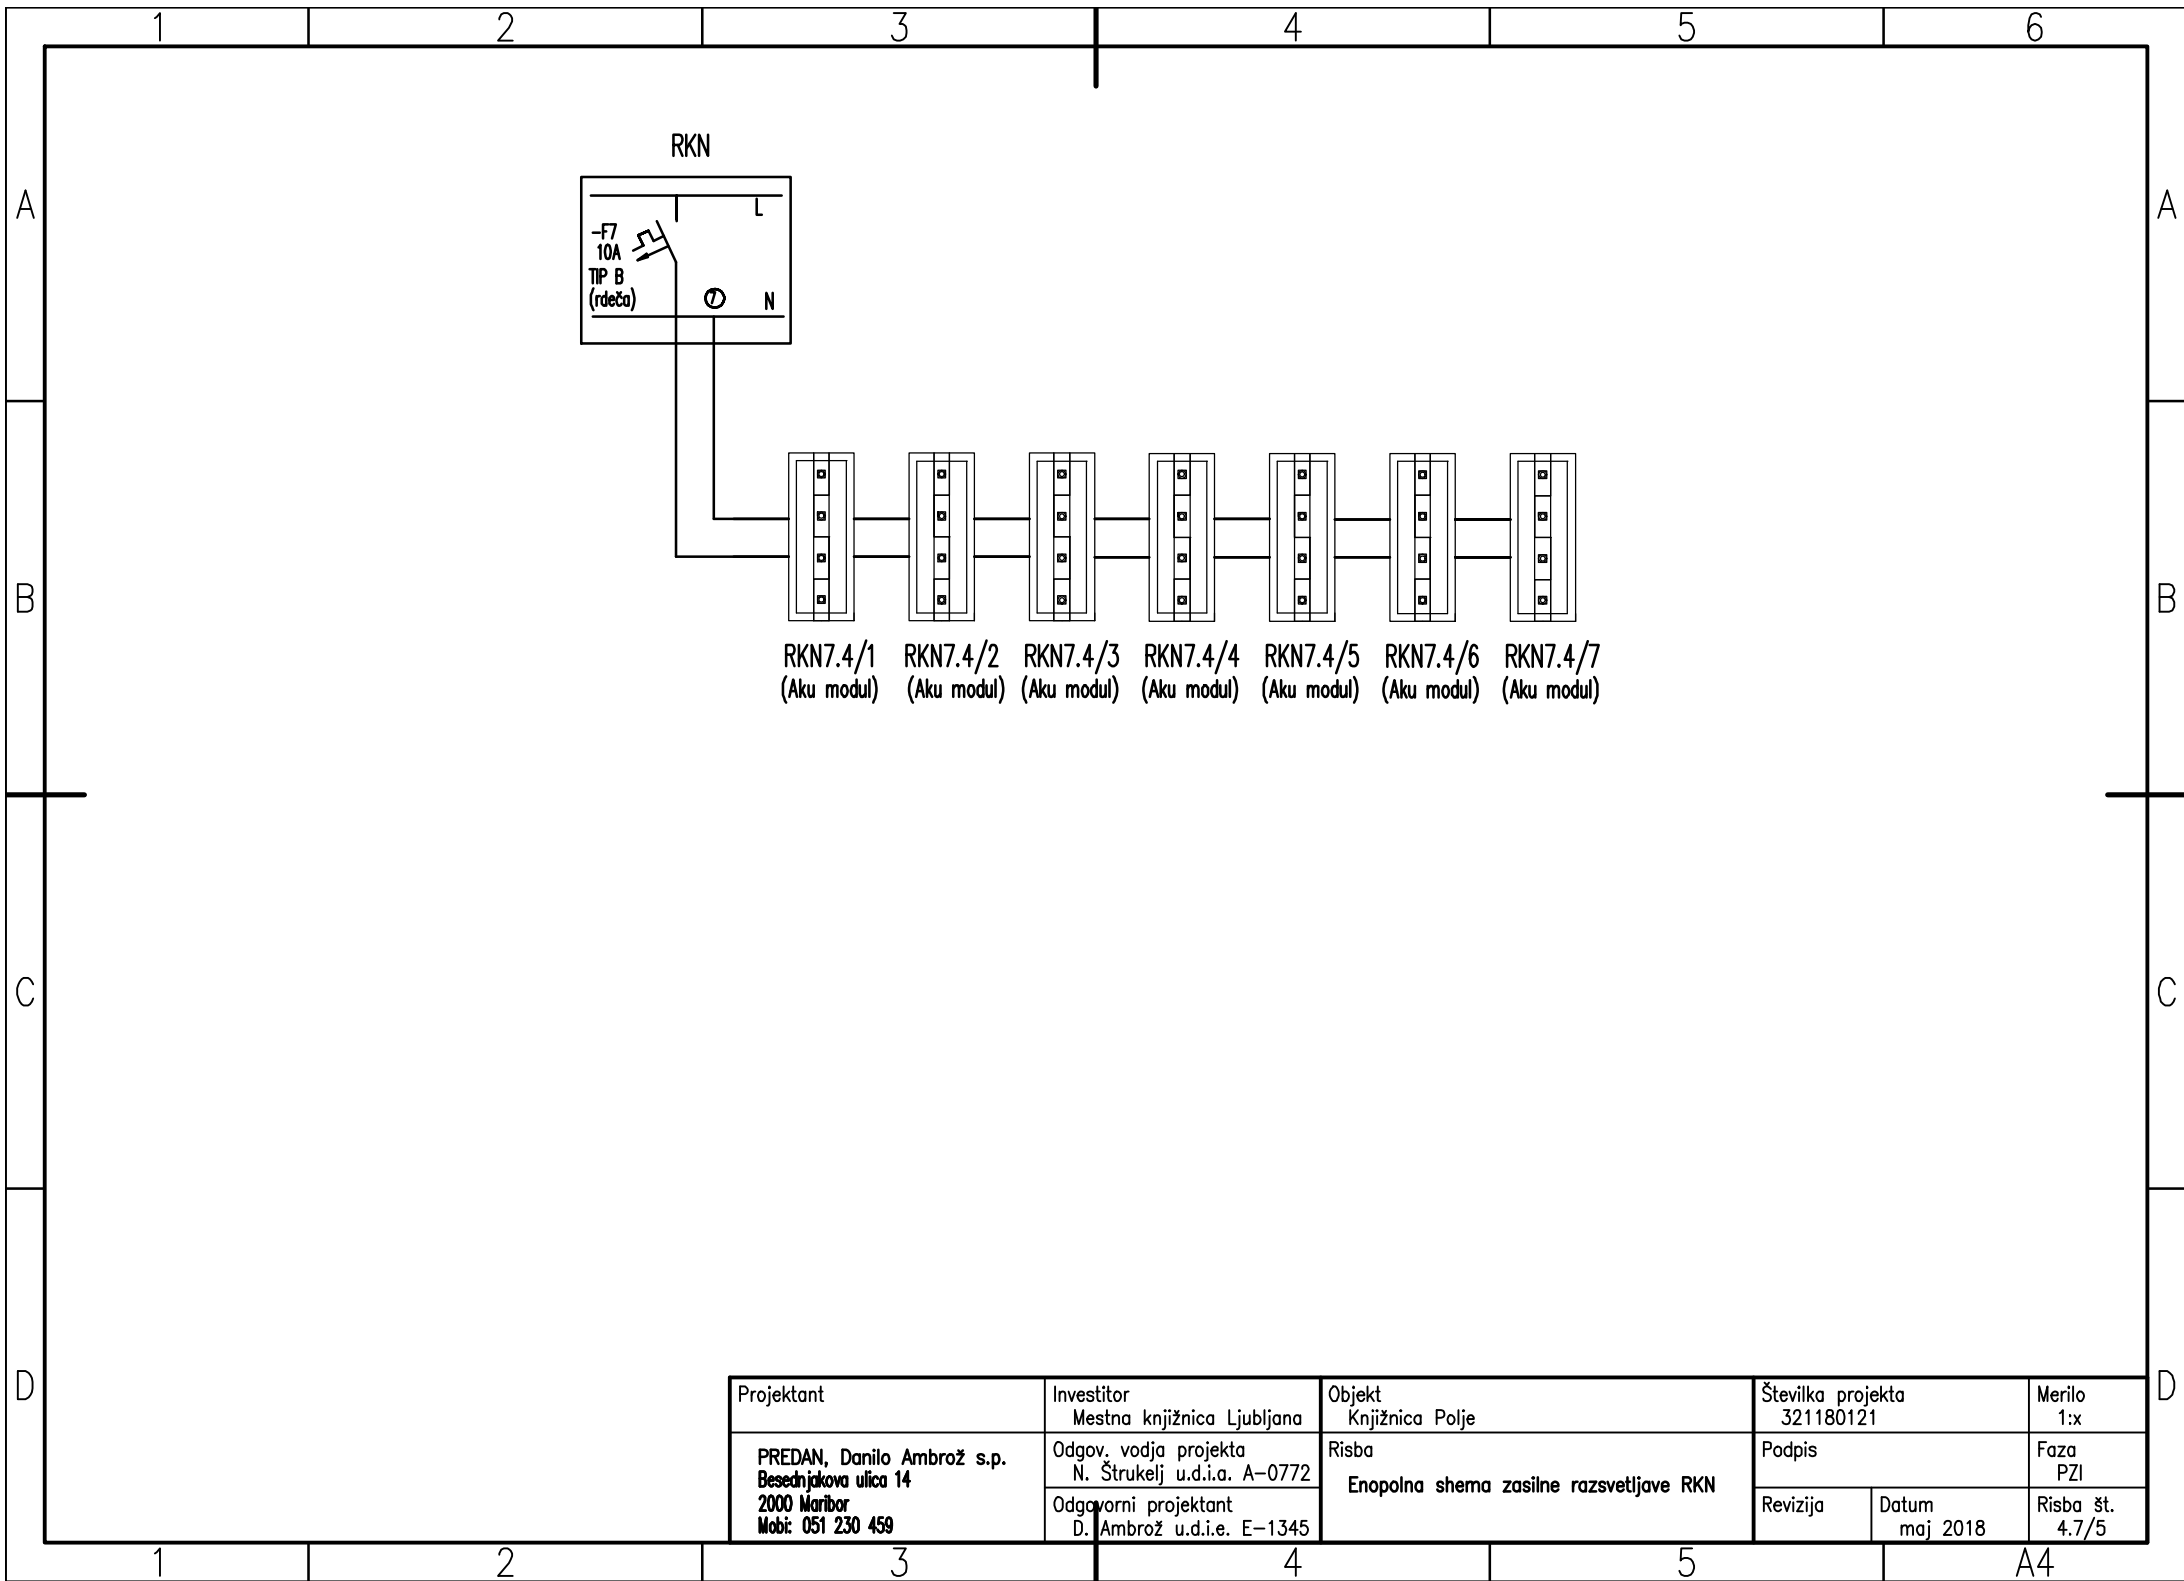 1 2 3 4 5 6
RKN
A A
L
-F7
10A
TIP B
(rdeča)
7 N
B B
RKN7.4/1 RKN7.4/2 RKN7.4/3 RKN7.4/4 RKN7.4/5 RKN7.4/6 RKN7.4/7
(Aku modul) (Aku modul) (Aku modul) (Aku modul) (Aku modul) (Aku modul) (Aku modul)
C C
D D
Projektant
PREDAN, Danilo Ambrož s.p.
Besednjakova ulica 14
2000 Maribor
Mobi: 051 230 459
Investitor
Mestna knjižnica Ljubljana
Odgov. vodja projekta
N. Štrukelj u.d.i.a. A-0772
Odgovorni projektant
D. Ambrož u.d.i.e. E-1345
Objekt
Knjižnica Polje
Risba
Enopolna shema zasilne razsvetljave RKN
Številka projekta
321180121
Merilo
1:x
Podpis
Faza
PZI
Revizija
Datum
maj 2018
Risba št.
4.7/5
1 2 3 4 5 A4